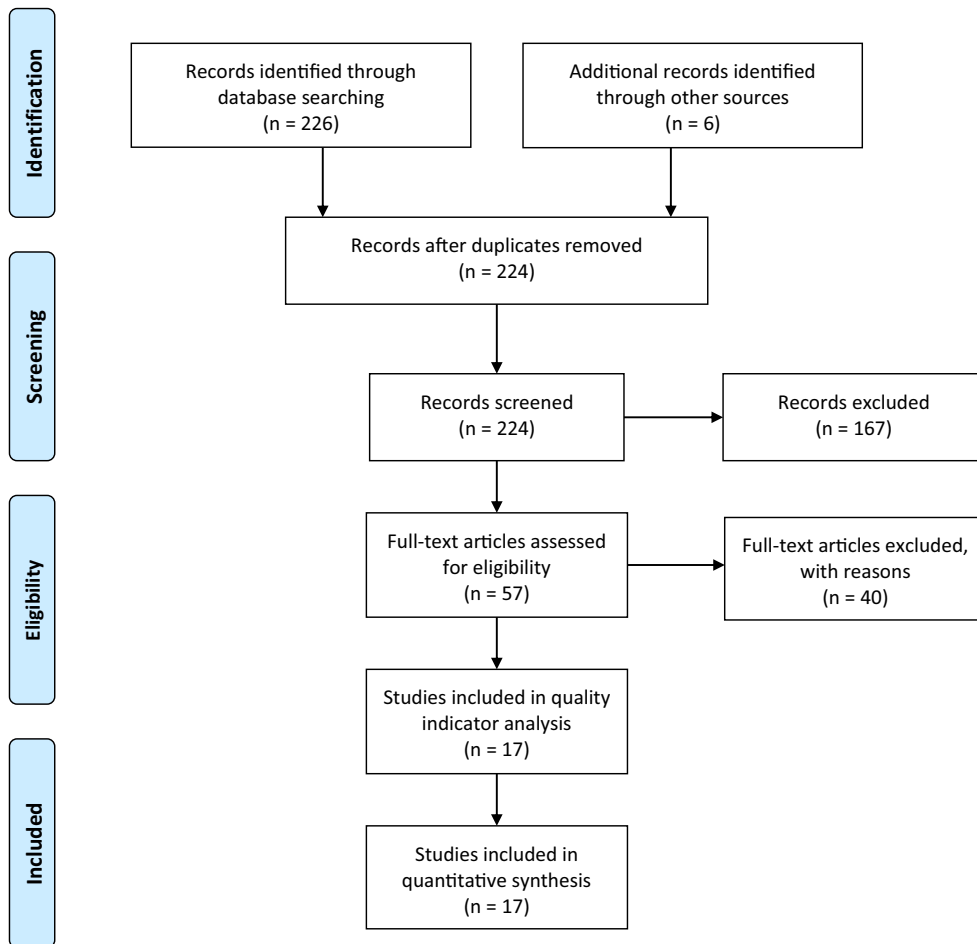 Identification
Records identified through
database searching
(n = 226)
Additional records identified
through other sources
(n = 6)
Records after duplicates removed
(n = 224)
Screening
Records screened
(n = 224)
Records excluded
(n = 167)
Eligibility
Full-text articles assessed
for eligibility
(n = 57)
Full-text articles excluded,
with reasons
(n = 40)
Studies included in quality
indicator analysis
(n = 17)
Included
Studies included in
quantitative synthesis
(n = 17)